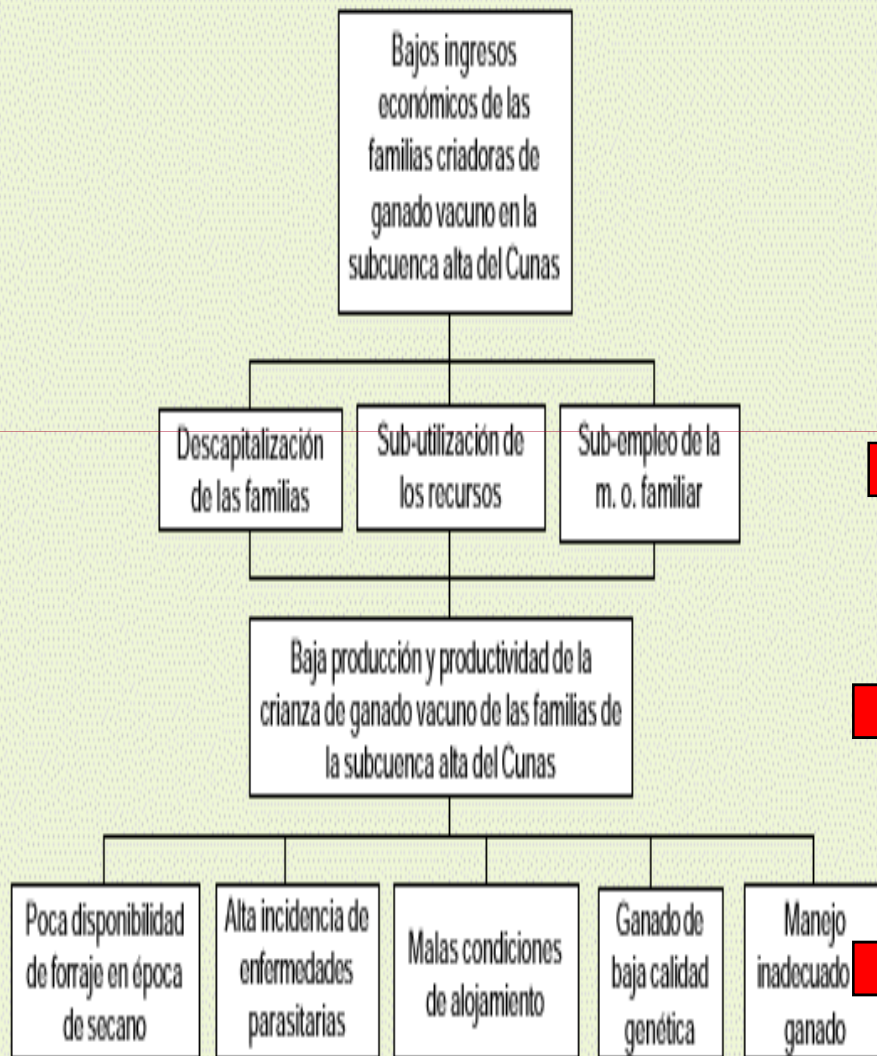 Bajos ingresos
económicos de las
familias criadoras de
ganado vacuno en la
subcuenca alta del Cunas
Descapitalización
de las familias
Sub-utilización de
los recursos
Sub-empleo de la
m. o. familiar
Baja producción y productividad de la
crianza de ganado vacuno de las familias de
la subcuenca alta del Cunas
Poca disponibilidad
de forraje en época
de secano
Alta incidencia de
enfermedades
parasitarias
Malas condiciones
de alojamiento
Ganado de
baja calidad
genética
Manejo
inadecuado
ganado